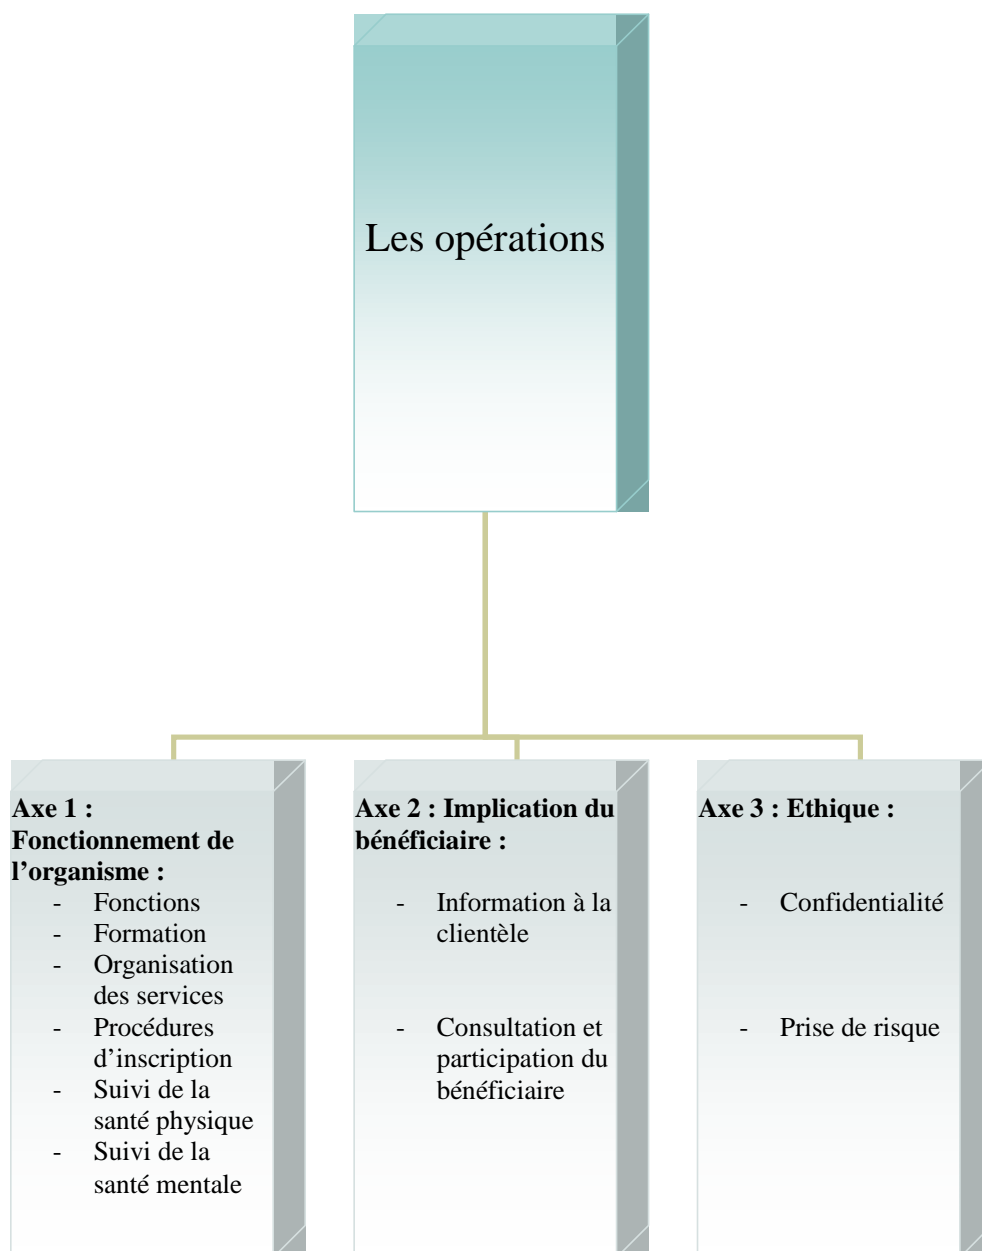 Les opérations
Axe 1 :
Fonctionnement de
l’organisme :
- Fonctions
- Formation
- Organisation
des services
- Procédures
d’inscription
- Suivi de la
santé physique
- Suivi de la
santé mentale
Axe 2 : Implication du
bénéficiaire :
- Information à la
clientèle
- Consultation et
participation du
bénéficiaire
Axe 3 : Ethique :
- Confidentialité
- Prise de risque